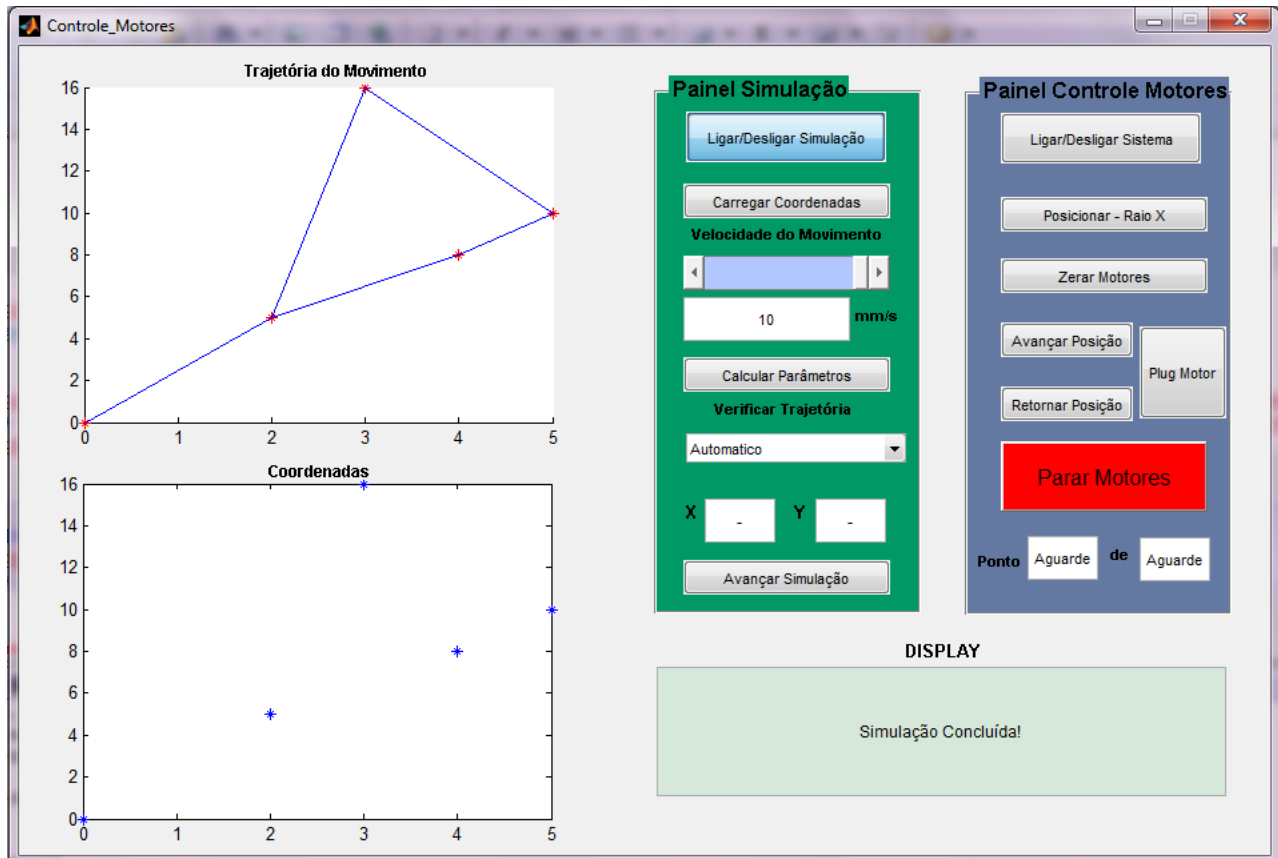 Controle_Motores
Trajetória do Movimento
16
14
12
10
8
6
4
2
0
0 1 2 3 4 5
Coordenadas
16
14
12
10
8
6
4
2
0
0 1 2 3 4 5
Painel Simulação
Ligar/Desligar Simulação
Carregar Coordenadas
Velocidade do Movimento
10 mm/s
Calcular Parâmetros
Verificar Trajetória
Automatico
X - Y -
Avançar Simulação
Painel Controle Motores
Ligar/Desligar Sistema
Posicionar - Raio X
Zerar Motores
Avançar Posição
Plug Motor
Retornar Posição
Parar Motores
Ponto Aguarde de Aguarde
DISPLAY
Simulação Concluída!